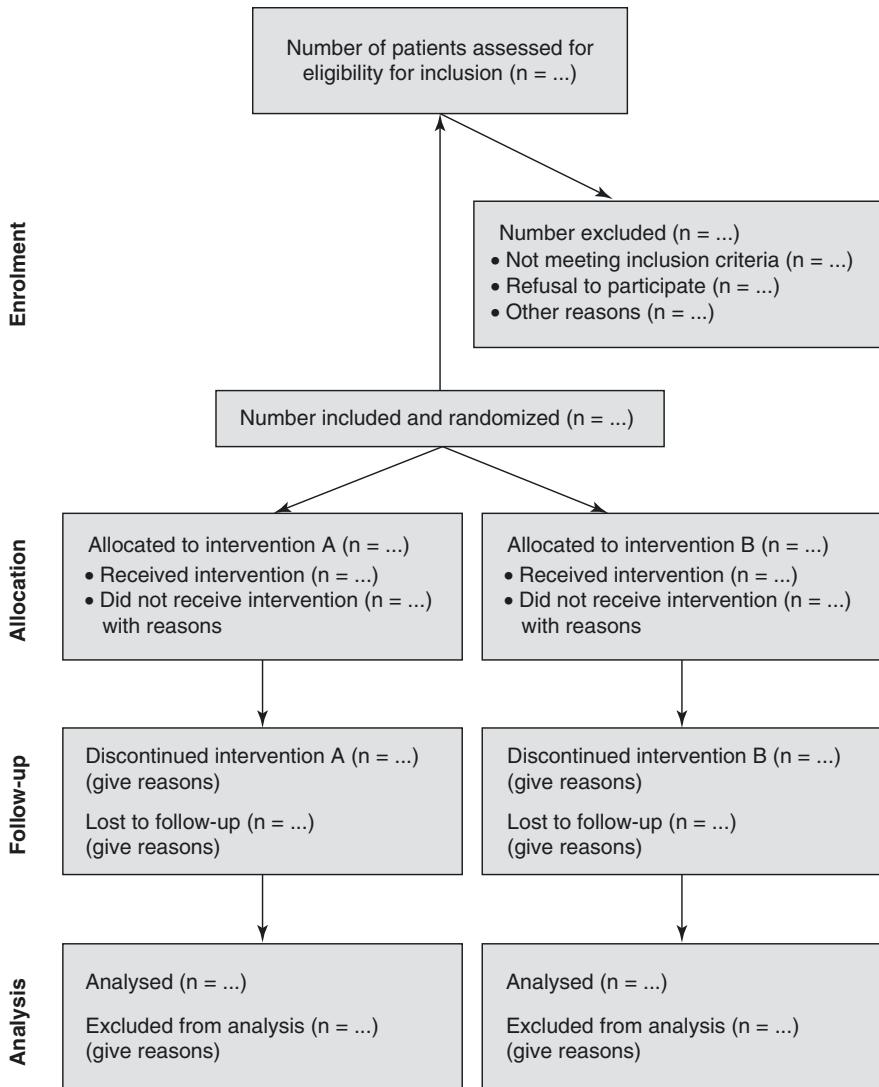 Number of patients assessed for
eligibility for inclusion (n = ...)
Enrolment
Number excluded (n = ...)
• Not meeting inclusion criteria (n = ...)
• Refusal to participate (n = ...)
• Other reasons (n = ...)
Number included and randomized (n = ...)
Allocation
Allocated to intervention A (n = ...)
• Received intervention (n = ...)
• Did not receive intervention (n = ...)
with reasons
Allocated to intervention B (n = ...)
• Received intervention (n = ...)
• Did not receive intervention (n = ...)
with reasons
Follow-up
Discontinued intervention A (n = ...)
(give reasons)
Lost to follow-up (n = ...)
(give reasons)
Discontinued intervention B (n = ...)
(give reasons)
Lost to follow-up (n = ...)
(give reasons)
Analysis
Analysed (n = ...)
Excluded from analysis (n = ...)
(give reasons)
Analysed (n = ...)
Excluded from analysis (n = ...)
(give reasons)